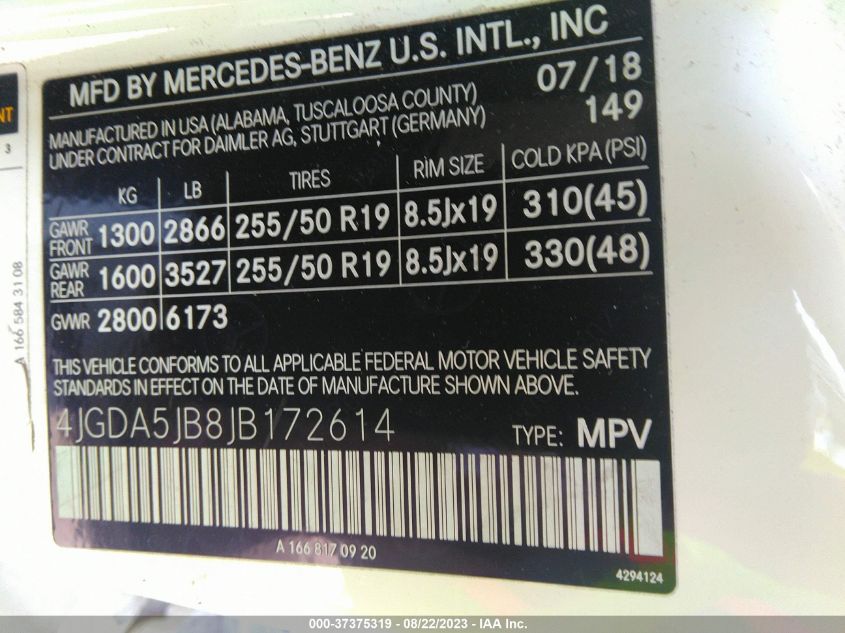 MFD BY MERCEDES-BENZ U.S. INTL., INC
07/18
MANUFACTURED IN USA (ALABAMA, TUSCALOOSA COUNTY)
149
UNDER CONTRACT FOR DAIMLER AG, STUTTGART (GERMANY)
KG LB TIRES RIM SIZE COLD KPA (PSI)
GAWR FRONT 1300 2866 255/50 R19 8.5Jx19 310(45)
GAWR REAR 1600 3527 255/50 R19 8.5Jx19 330(48)
GVWR 2800 6173
THIS VEHICLE CONFORMS TO ALL APPLICABLE FEDERAL MOTOR VEHICLE SAFETY
STANDARDS IN EFFECT ON THE DATE OF MANUFACTURE SHOWN ABOVE.
4JGDA5JB8JB172614 TYPE: MPV
A 166 817 09 20
4294124
NT
3
A 166 584 31 08
000-37375319 - 08/22/2023 - IAA Inc.